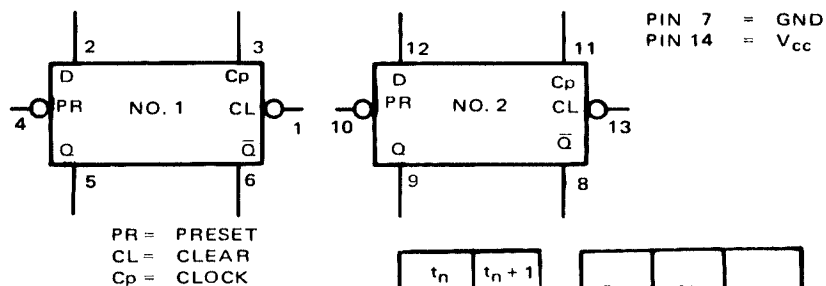 2 3 12 11 PIN 7 = GND
PIN 14 = Vcc
D Cp D Cp
4 PR NO. 1 CL 1 10 PR NO. 2 CL 13
Q Q̅ Q Q̅
5 6 9 8
PR = PRESET
CL = CLEAR
Cp = CLOCK
tn tn + 1